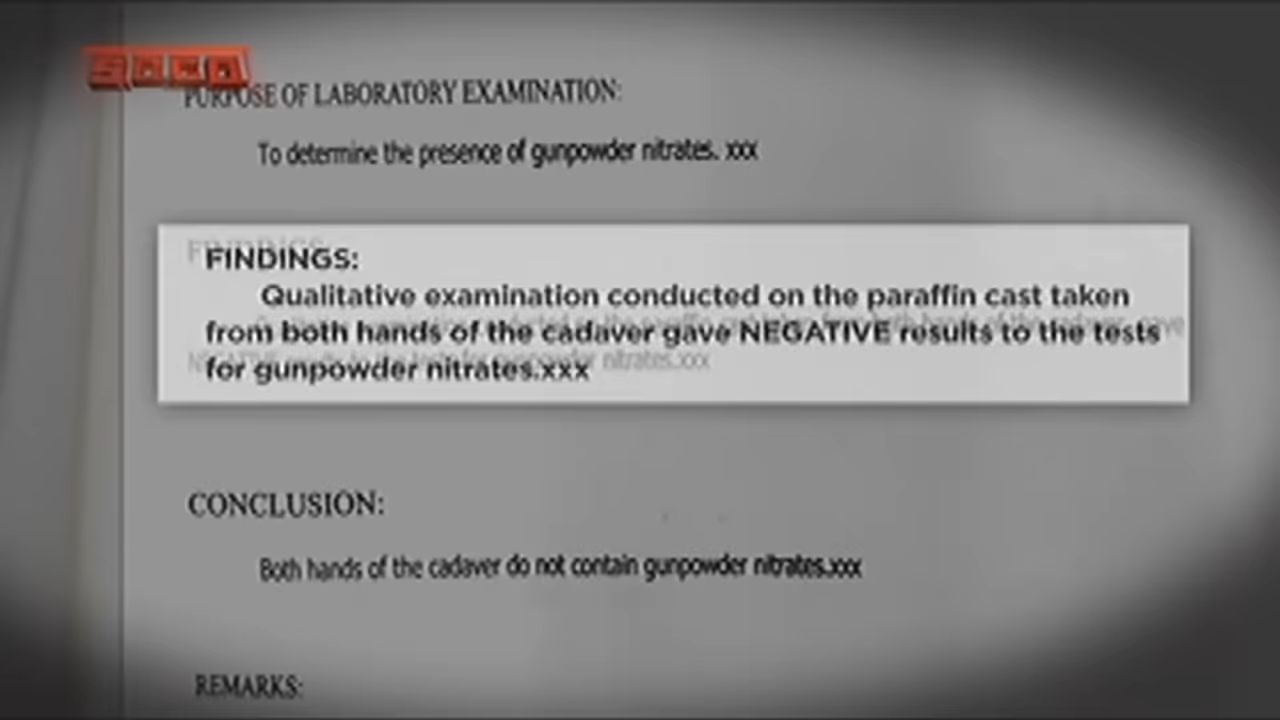 SOCO
PURPOSE OF LABORATORY EXAMINATION:
To determine the presence of gunpowder nitrates. xxx
FINDINGS:
Qualitative examination conducted on the paraffin cast taken
from both hands of the cadaver gave NEGATIVE results to the tests
for gunpowder nitrates.xxx
CONCLUSION:
Both hands of the cadaver do not contain gunpowder nitrates.xxx
REMARKS: